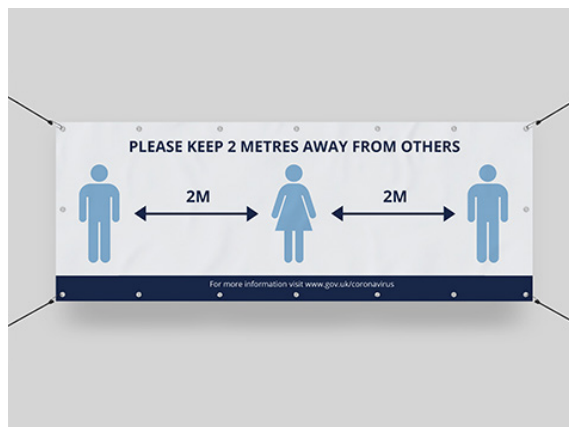 PLEASE KEEP 2 METRES AWAY FROM OTHERS
2M
2M
For more information visit www.gov.uk/coronavirus